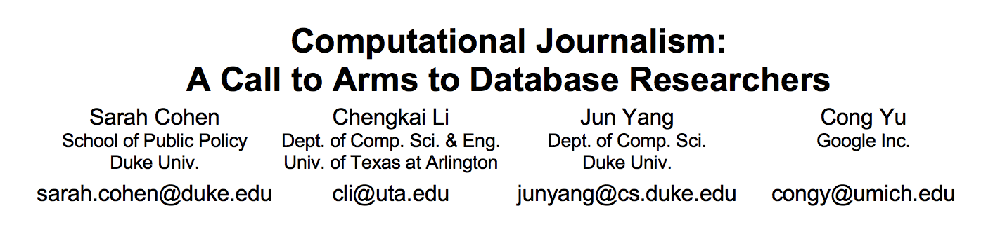 Computational Journalism:
A Call to Arms to Database Researchers
Sarah Cohen
School of Public Policy
Duke Univ.
sarah.cohen@duke.edu
Chengkai Li
Dept. of Comp. Sci. & Eng.
Univ. of Texas at Arlington
cli@uta.edu
Jun Yang
Dept. of Comp. Sci.
Duke Univ.
junyang@cs.duke.edu
Cong Yu
Google Inc.
congy@umich.edu